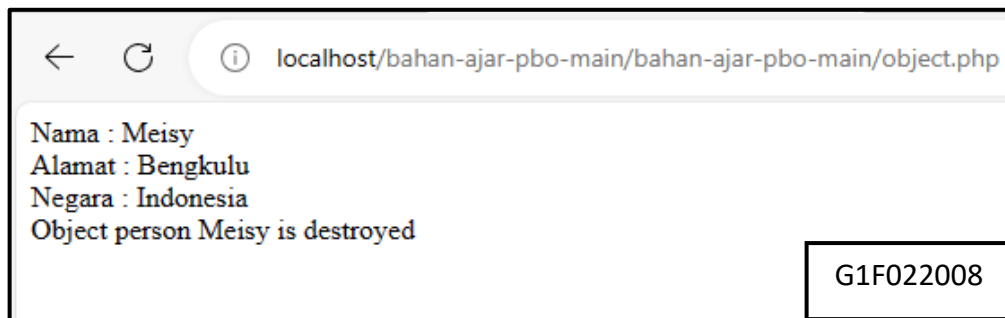 localhost/bahan-ajar-pbo-main/bahan-ajar-pbo-main/object.php
Nama : Meisy
Alamat : Bengkulu
Negara : Indonesia
Object person Meisy is destroyed
G1F022008